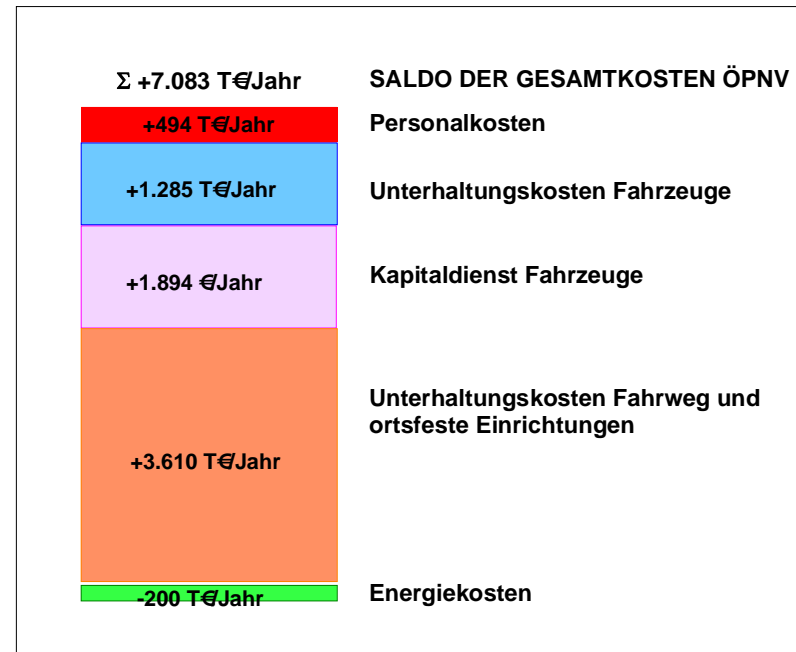 Σ +7.083 T€/Jahr SALDO DER GESAMTKOSTEN ÖPNV
+494 T€/Jahr Personalkosten
+1.285 T€/Jahr Unterhaltungskosten Fahrzeuge
+1.894 €/Jahr Kapitaldienst Fahrzeuge
Unterhaltungskosten Fahrweg und
ortsfeste Einrichtungen
+3.610 T€/Jahr
-200 T€/Jahr Energiekosten